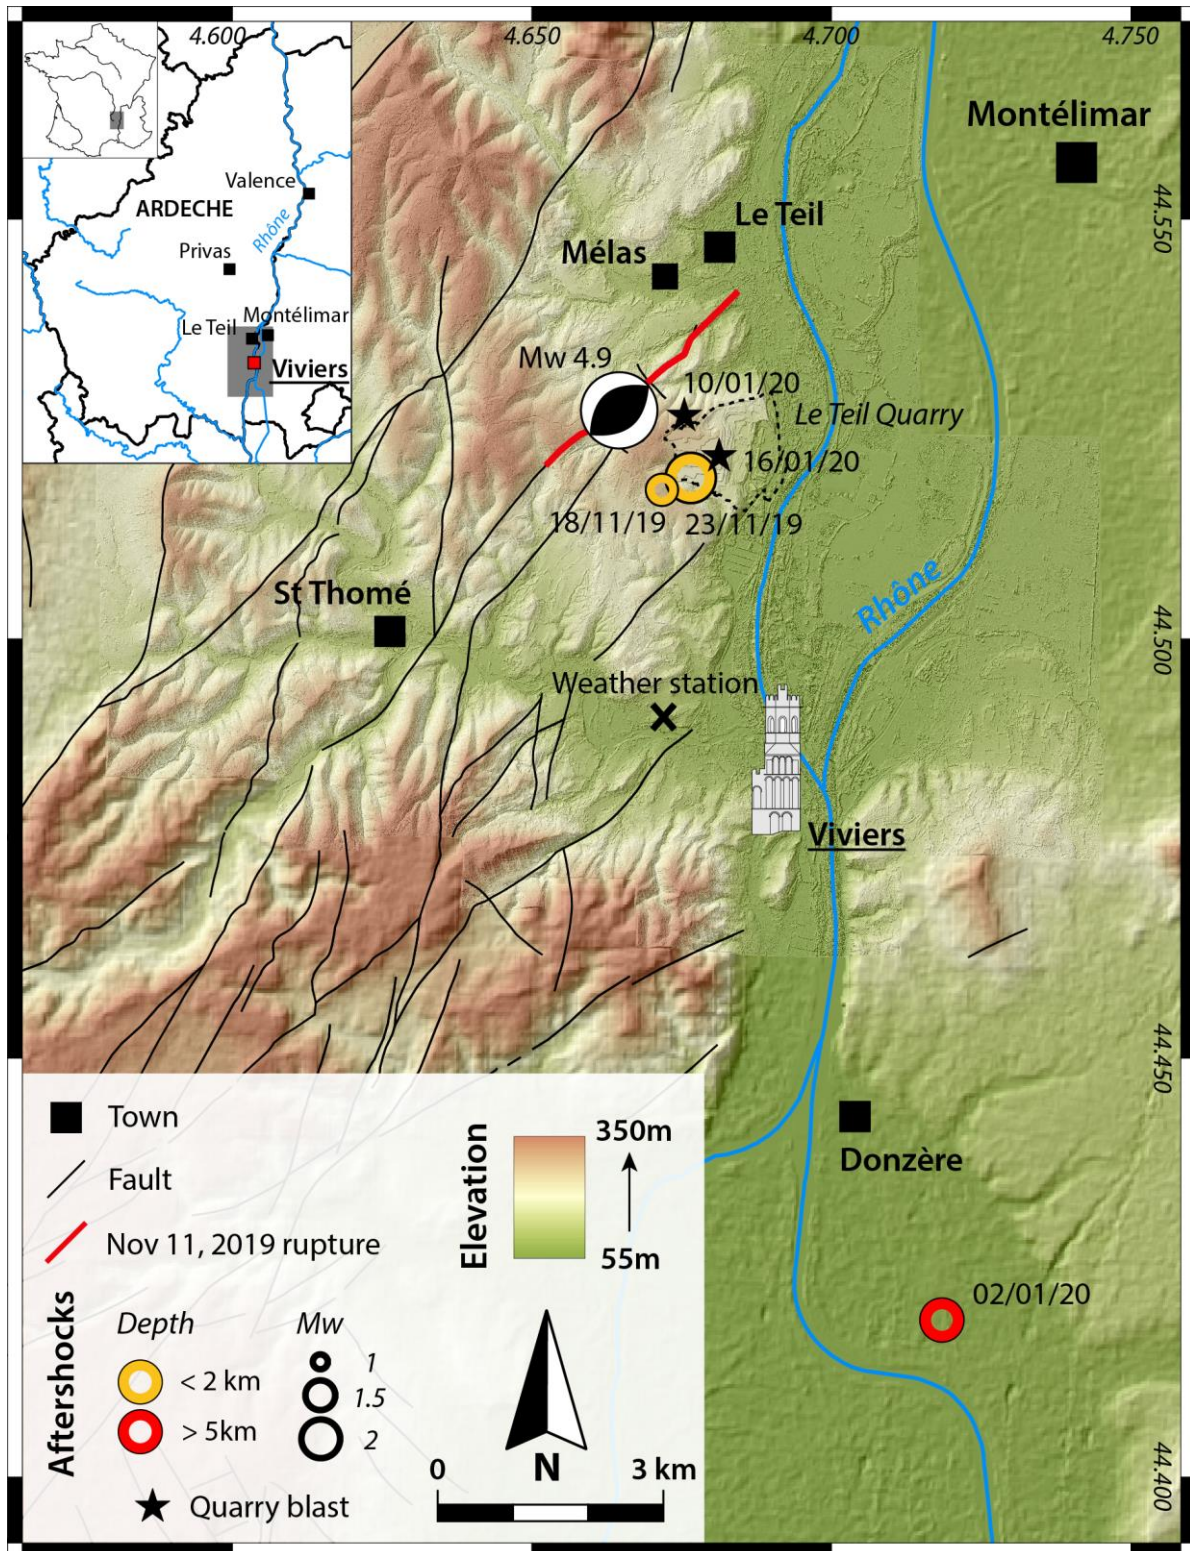 4.600
4.650
4.700
4.750
Valence
ARDECHE
Rhône
Privas
Montélimar
Le Teil
Viviers
Montélimar
44.550
Le Teil
Mélas
Mw 4.9
10/01/20
Le Teil Quarry
16/01/20
18/11/19
23/11/19
St Thomé
Rhône
44.500
Weather station
Viviers
44.450
Donzère
02/01/20
44.400
Town
Fault
Nov 11, 2019 rupture
Elevation
350m
55m
Aftershocks
Depth
Mw
< 2 km
> 5km
1
1.5
2
Quarry blast
N
0
3 km